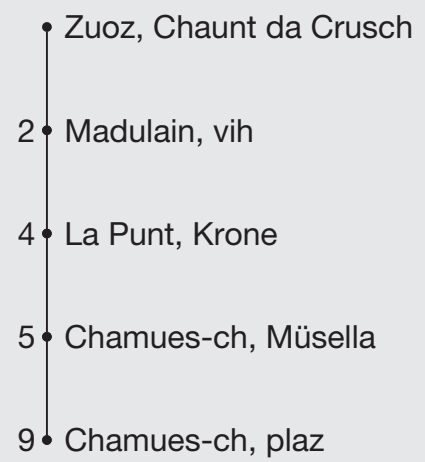 Zuoz, Chaunt da Crusch
2 Madulain, vih
4 La Punt, Krone
5 Chamues-ch, Müsella
9 Chamues-ch, plaz